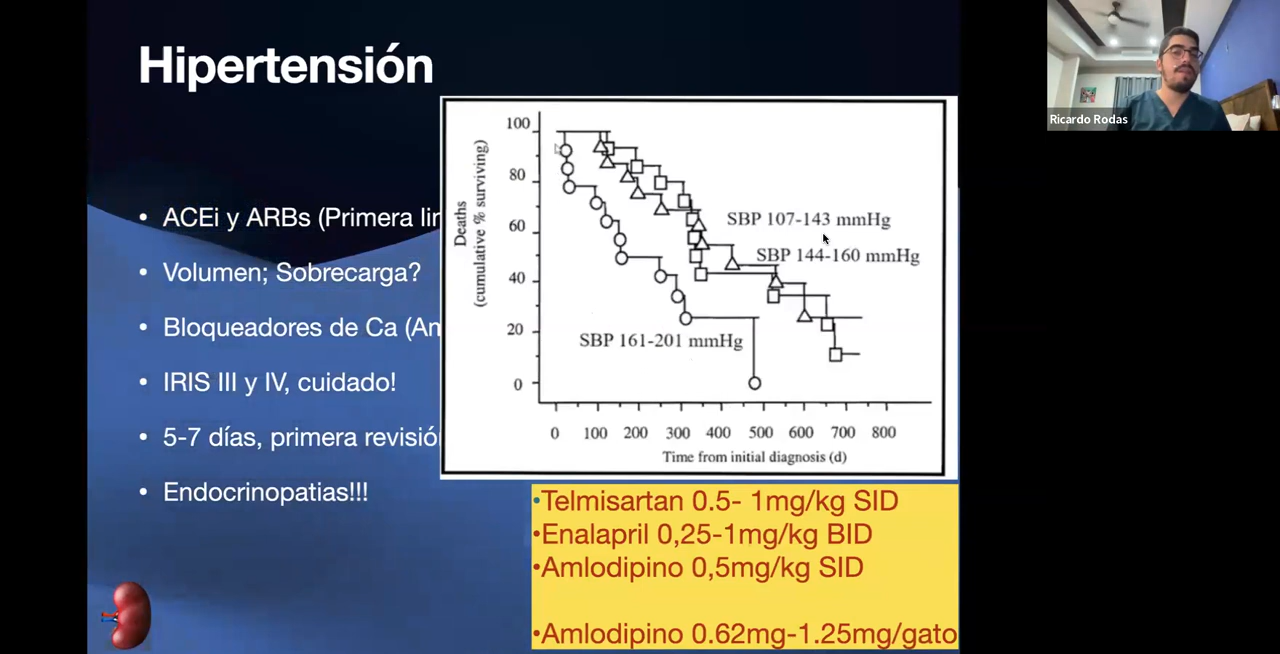 Hipertensión
• ACEi y ARBs (Primera lin
• Volumen; Sobrecarga?
• Bloqueadores de Ca (Am
• IRIS III y IV, cuidado!
• 5-7 días, primera revisión
• Endocrinopatias!!!
Deaths
(cumulative % surviving)
100
80
60
40
20
0
SBP 107-143 mmHg
SBP 144-160 mmHg
SBP 161-201 mmHg
0 100 200 300 400 500 600 700 800
Time from initial diagnosis (d)
•Telmisartan 0.5- 1mg/kg SID
•Enalapril 0,25-1mg/kg BID
•Amlodipino 0,5mg/kg SID
•Amlodipino 0.62mg-1.25mg/gato
Ricardo Rodas